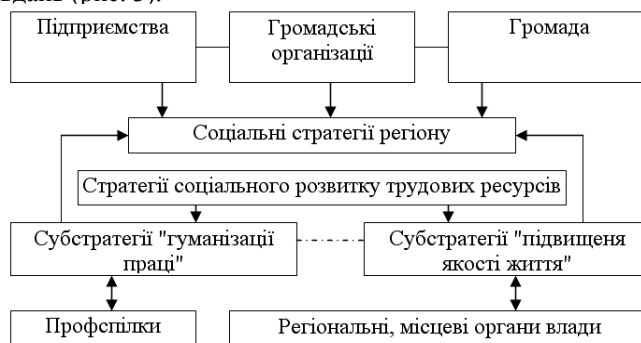 Підприємства
Громадські
організації
Громада
Соціальні стратегії регіону
Стратегії соціального розвитку трудових ресурсів
Субстратегії "гуманізації
праці"
Субстратегії "підвищеня
якості життя"
Профспілки
Регіональні, місцеві органи влади